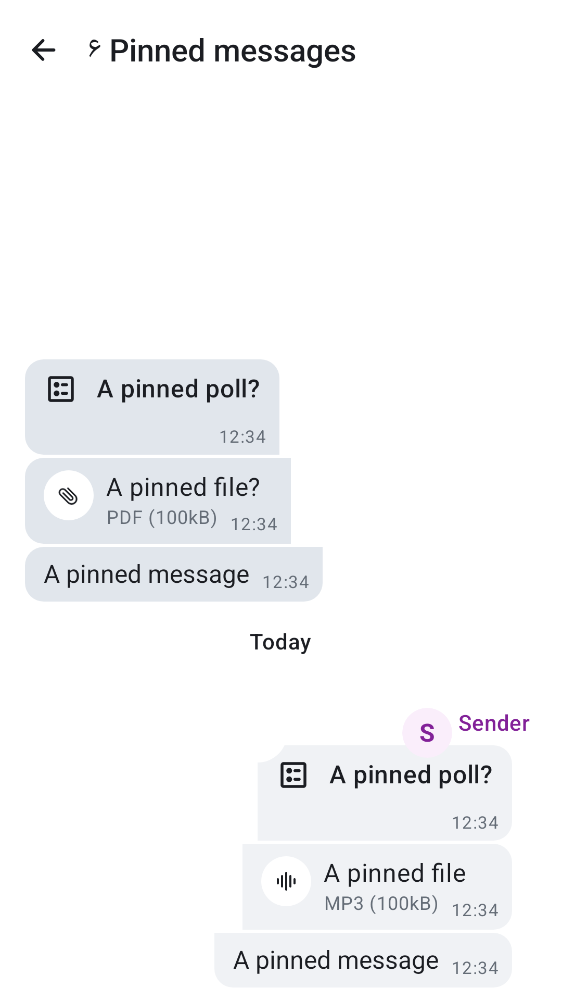 ۦ Pinned messages
A pinned poll?
12:34
A pinned file?
PDF (100kB) 12:34
A pinned message 12:34
Today
S Sender
A pinned poll?
12:34
A pinned file
MP3 (100kB) 12:34
A pinned message 12:34